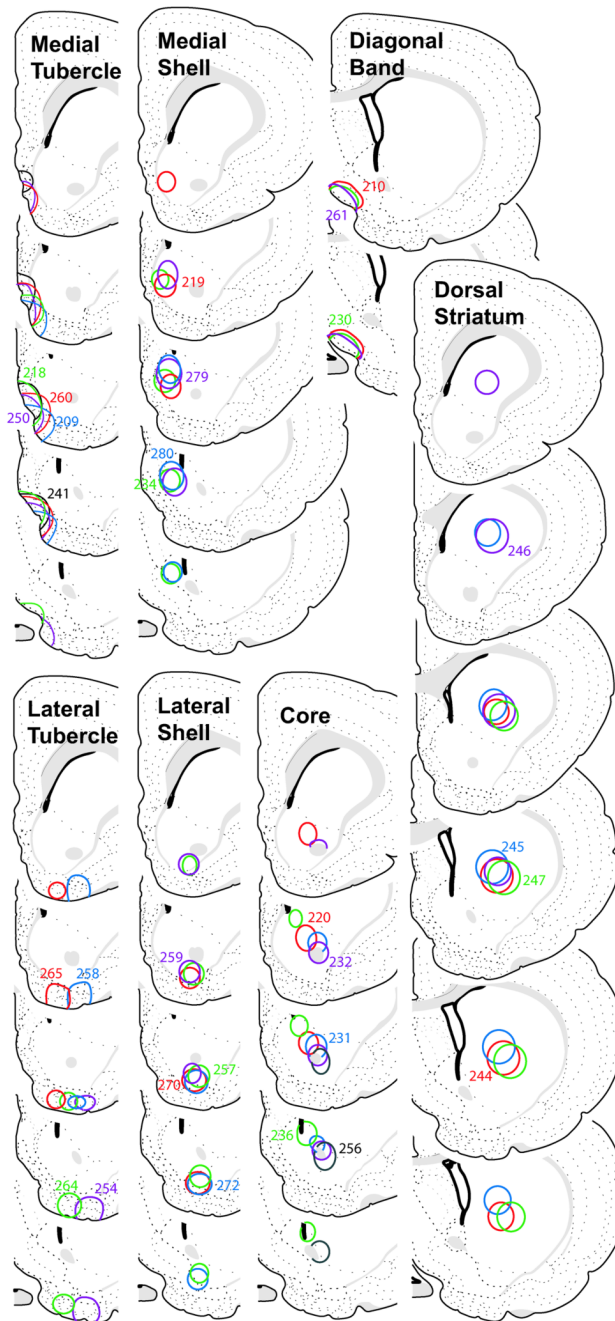 Medial
Tubercle
218
260
250
209
241
Medial
Shell
219
279
280
234
Diagonal
Band
210
261
230
Dorsal
Striatum
246
245
247
244
Lateral
Tubercle
265
258
264
254
Lateral
Shell
259
257
270
272
Core
220
232
231
236
256